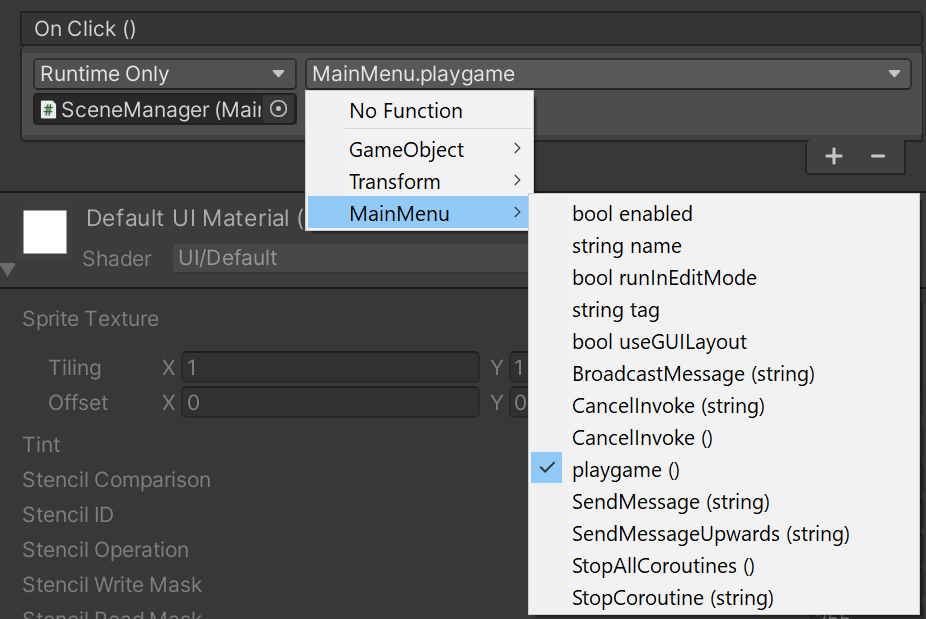 On Click ()
Runtime Only
MainMenu.playgame
# SceneManager (Mai
No Function
GameObject
Transform
MainMenu
bool enabled
string name
bool runInEditMode
string tag
bool useGUILayout
BroadcastMessage (string)
CancelInvoke (string)
CancelInvoke ()
playgame ()
SendMessage (string)
SendMessageUpwards (string)
StopAllCoroutines ()
StopCoroutine (string)
Default UI Material (
Shader UI/Default
Sprite Texture
Tiling X 1 Y 1
Offset X 0 Y 0
Tint
Stencil Comparison
Stencil ID
Stencil Operation
Stencil Write Mask
Stencil Read Mask